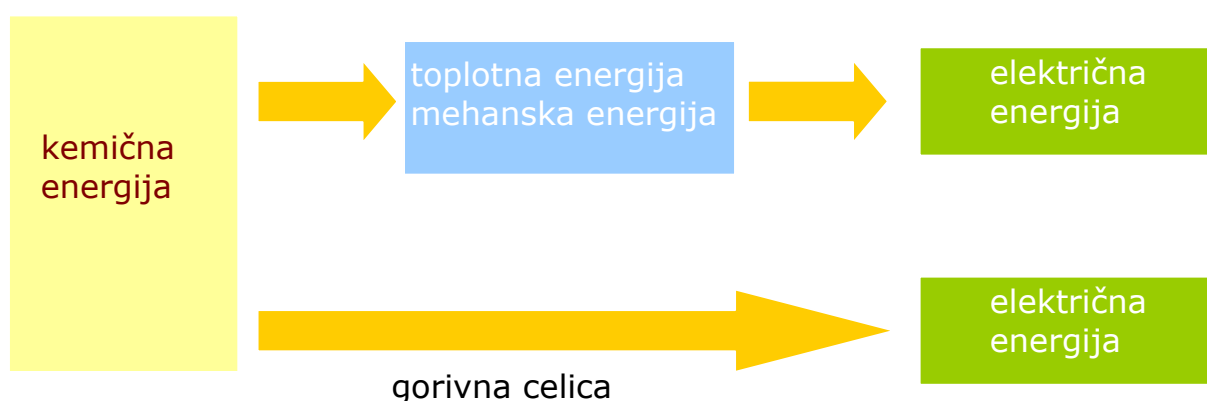 kemična
energija
toplotna energija
mehanska energija
električna
energija
električna
energija
gorivna celica